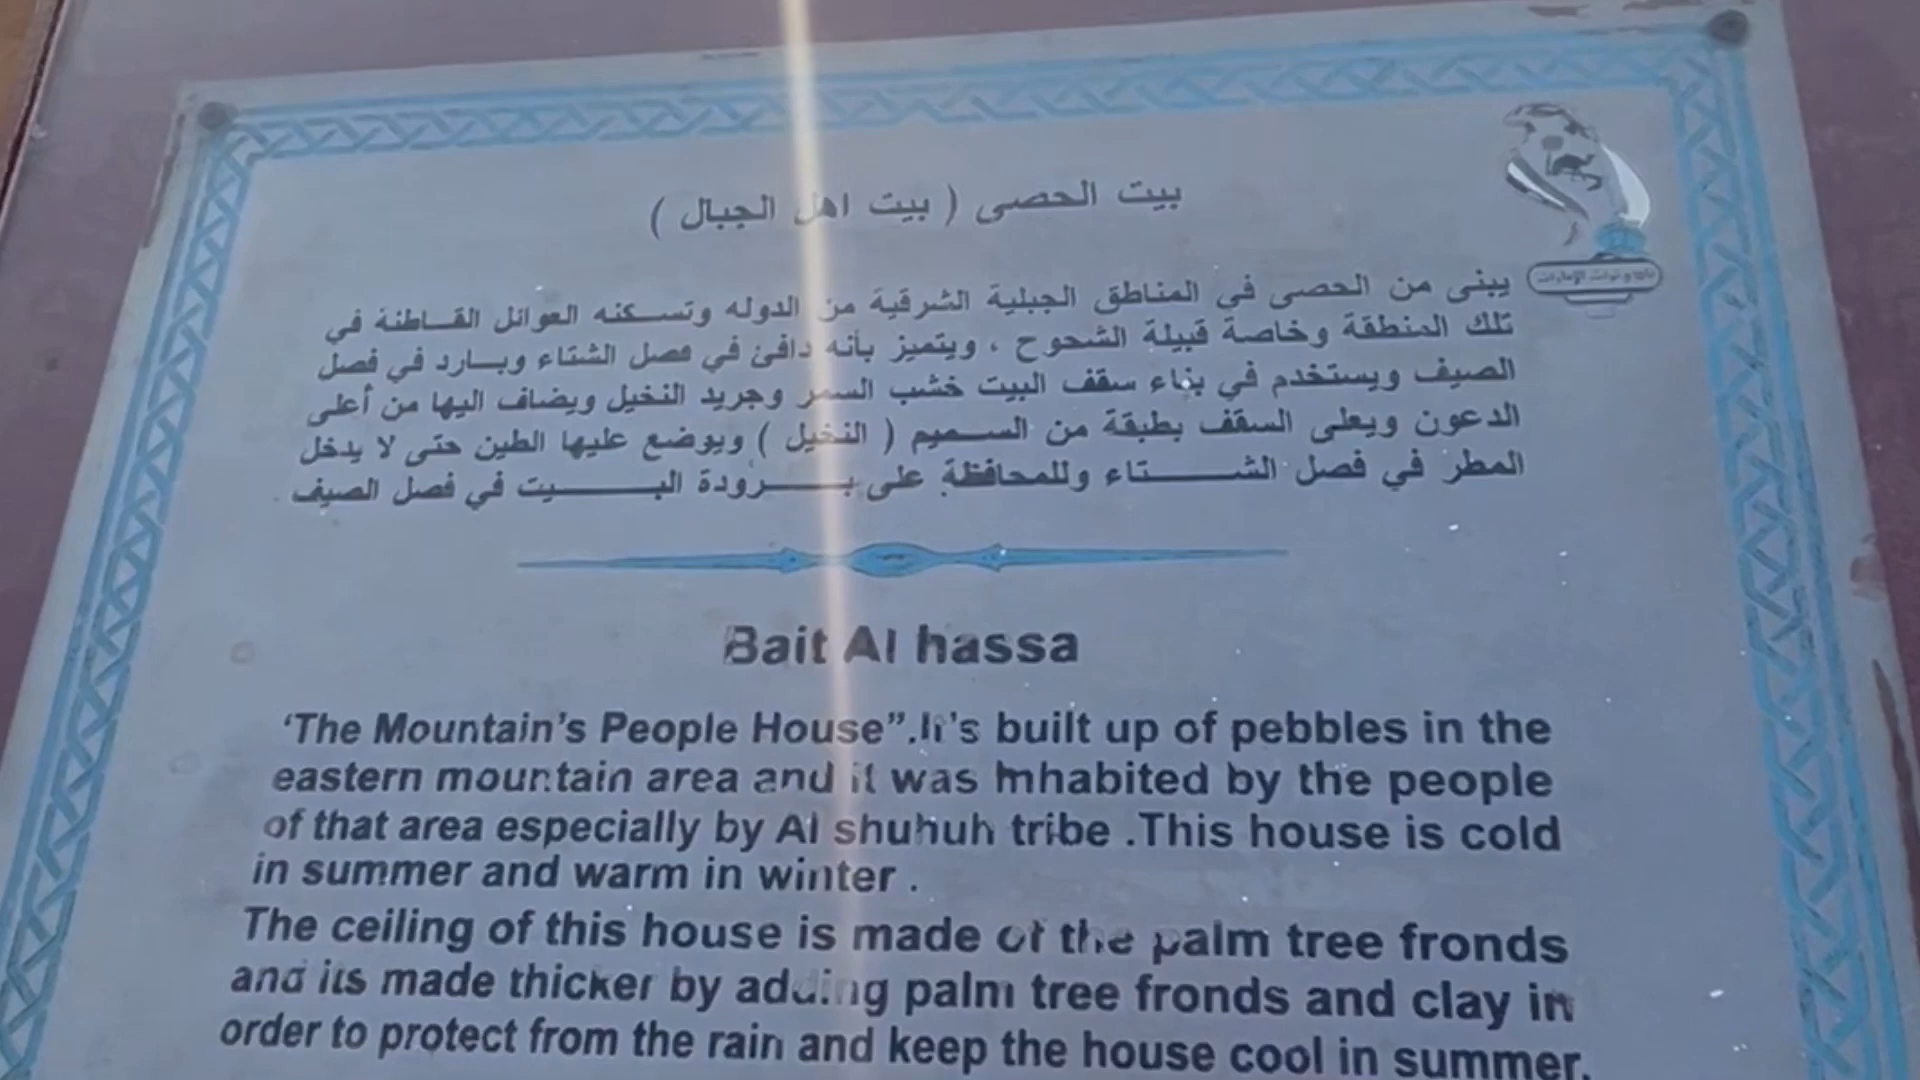 بيت الحصى ( بيت اهل الجبال )
يبنى من الحصى في المناطق الجبلية الشرقية من الدوله وتسكنه العوائل القاطنة في
تلك المنطقة وخاصة قبيلة الشحوح ، ويتميز بأنه دافئ في فصل الشتاء وبارد في فصل
الصيف ويستخدم في بناء سقف البيت خشب السمر وجريد النخيل ويضاف اليها من أعلى
الدعون ويعلى السقف بطبقة من السميم ( النخيل ) ويوضع عليها الطين حتى لا يدخل
المطر في فصل الشتاء وللمحافظة على برودة البيت في فصل الصيف
Bait Al hassa
‘The Mountain’s People House”.It’s built up of pebbles in the
eastern mountain area and it was Inhabited by the people
of that area especially by Al shuhuh tribe .This house is cold
in summer and warm in winter .
The ceiling of this house is made of the palm tree fronds
and its made thicker by adding palm tree fronds and clay in
order to protect from the rain and keep the house cool in summer.